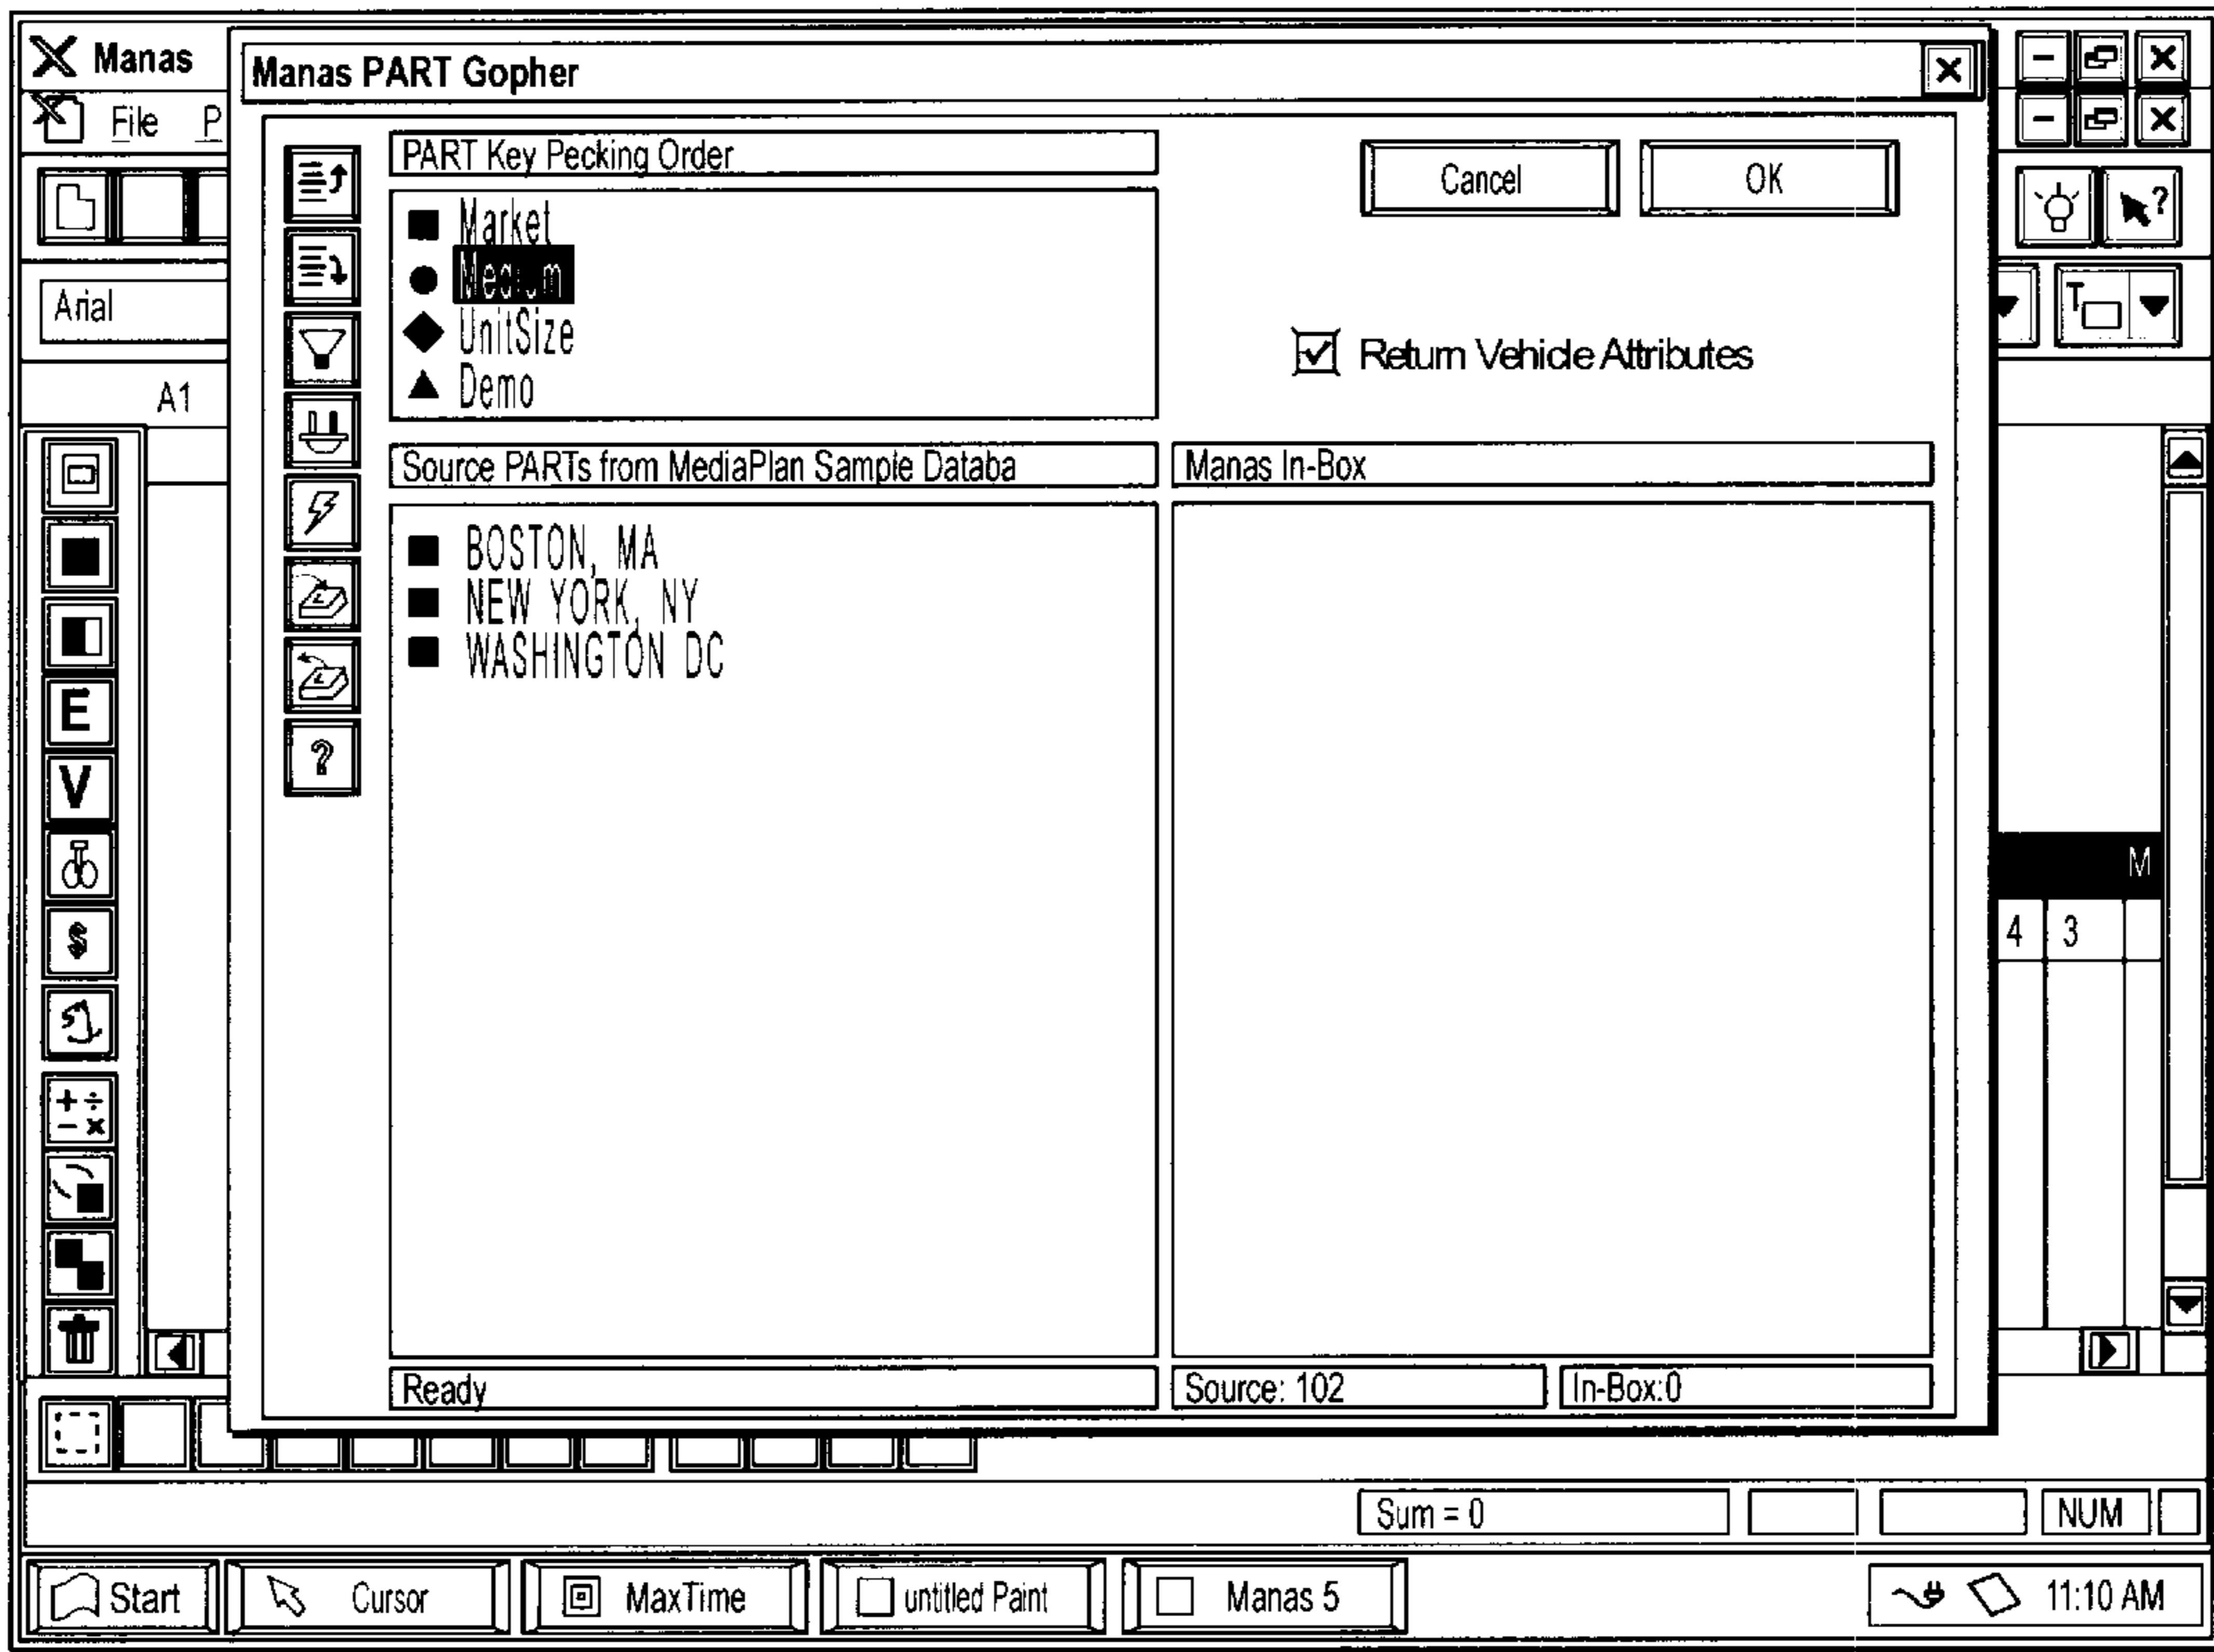 Manas
Manas PART Gopher
File P
PART Key Pecking Order
Cancel
OK
Market
Medium
UnitSize
Demo
Return Vehicle Attributes
Arial
A1
Source PARTs from MediaPlan Sample Databa
Manas In-Box
BOSTON, MA
NEW YORK, NY
WASHINGTON DC
?
?
T
E
V
M
4 3
Ready
Source: 102
In-Box:0
Sum = 0
NUM
Start
Cursor
MaxTime
untitled Paint
Manas 5
11:10 AM